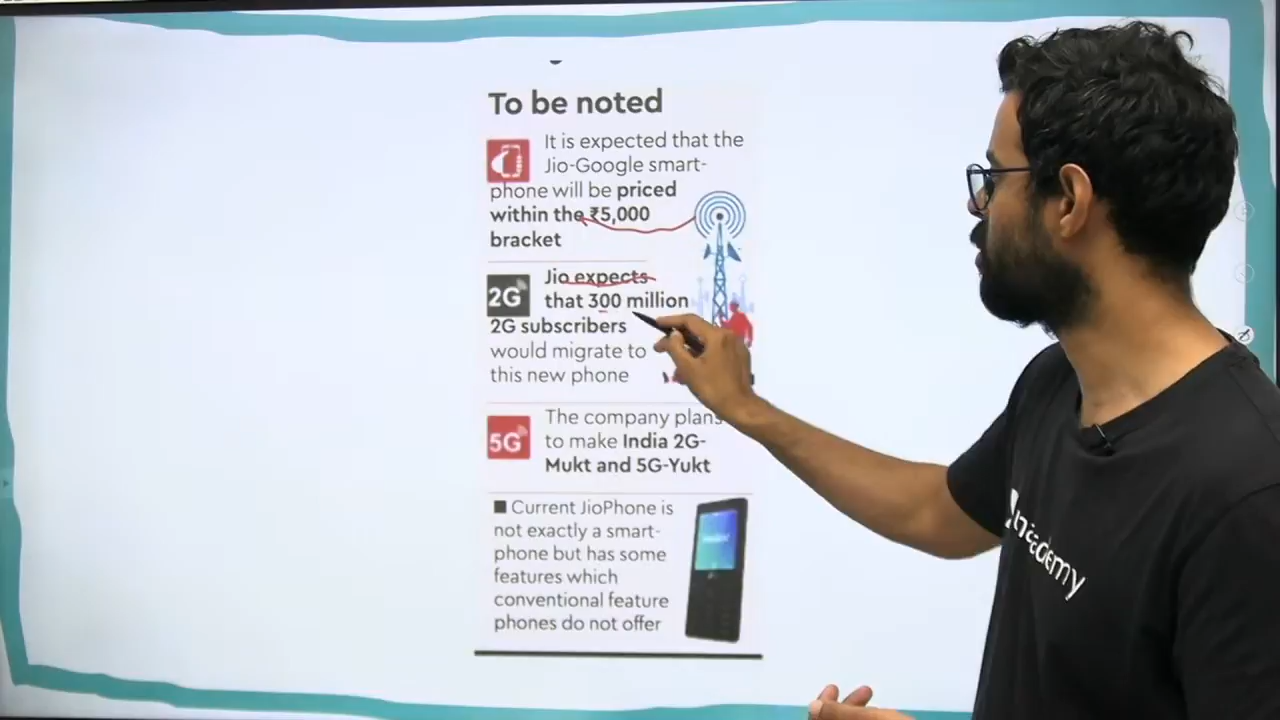 To be noted
It is expected that the
Jio-Google smart-
phone will be priced
within the ₹5,000
bracket
2G
Jio expects
that 300 million
2G subscribers
would migrate to
this new phone
5G
The company plans
to make India 2G-
Mukt and 5G-Yukt
■ Current JioPhone is
not exactly a smart-
phone but has some
features which
conventional feature
phones do not offer